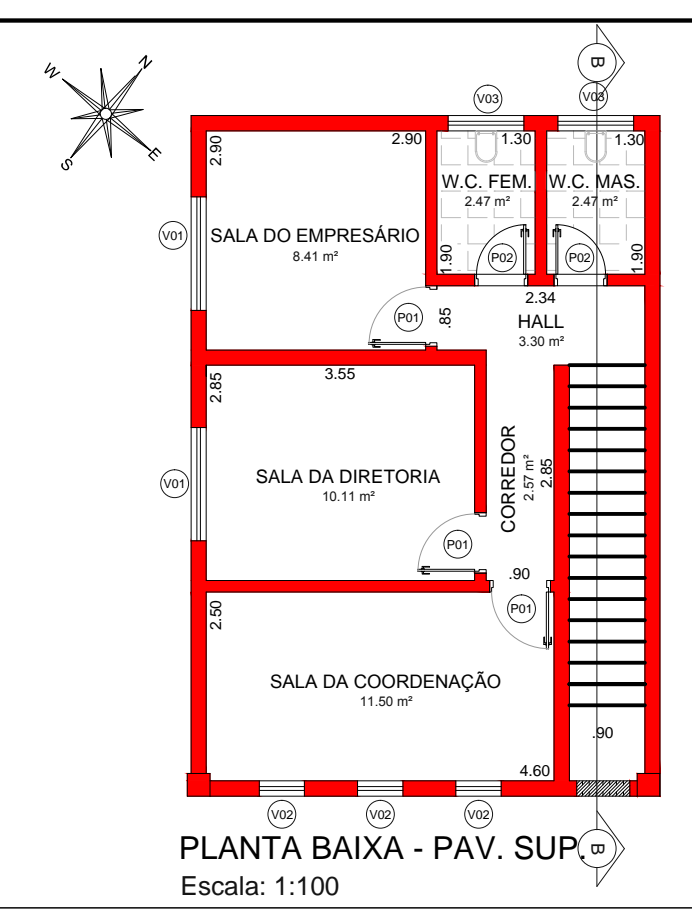 W
N
S
E
B
V03
V03
2.90
2.90
1.30
1.30
W.C. FEM.
2.47 m²
W.C. MAS.
2.47 m²
V01
SALA DO EMPRESÁRIO
8.41 m²
1.90
P02
P02
1.90
2.34
P01
.85
HALL
3.30 m²
2.85
3.55
CORREDOR
2.57 m²
2.85
V01
SALA DA DIRETORIA
10.11 m²
P01
.90
P01
2.50
SALA DA COORDENAÇÃO
11.50 m²
.90
4.60
V02
V02
V02
PLANTA BAIXA - PAV. SUP.
B
Escala: 1:100